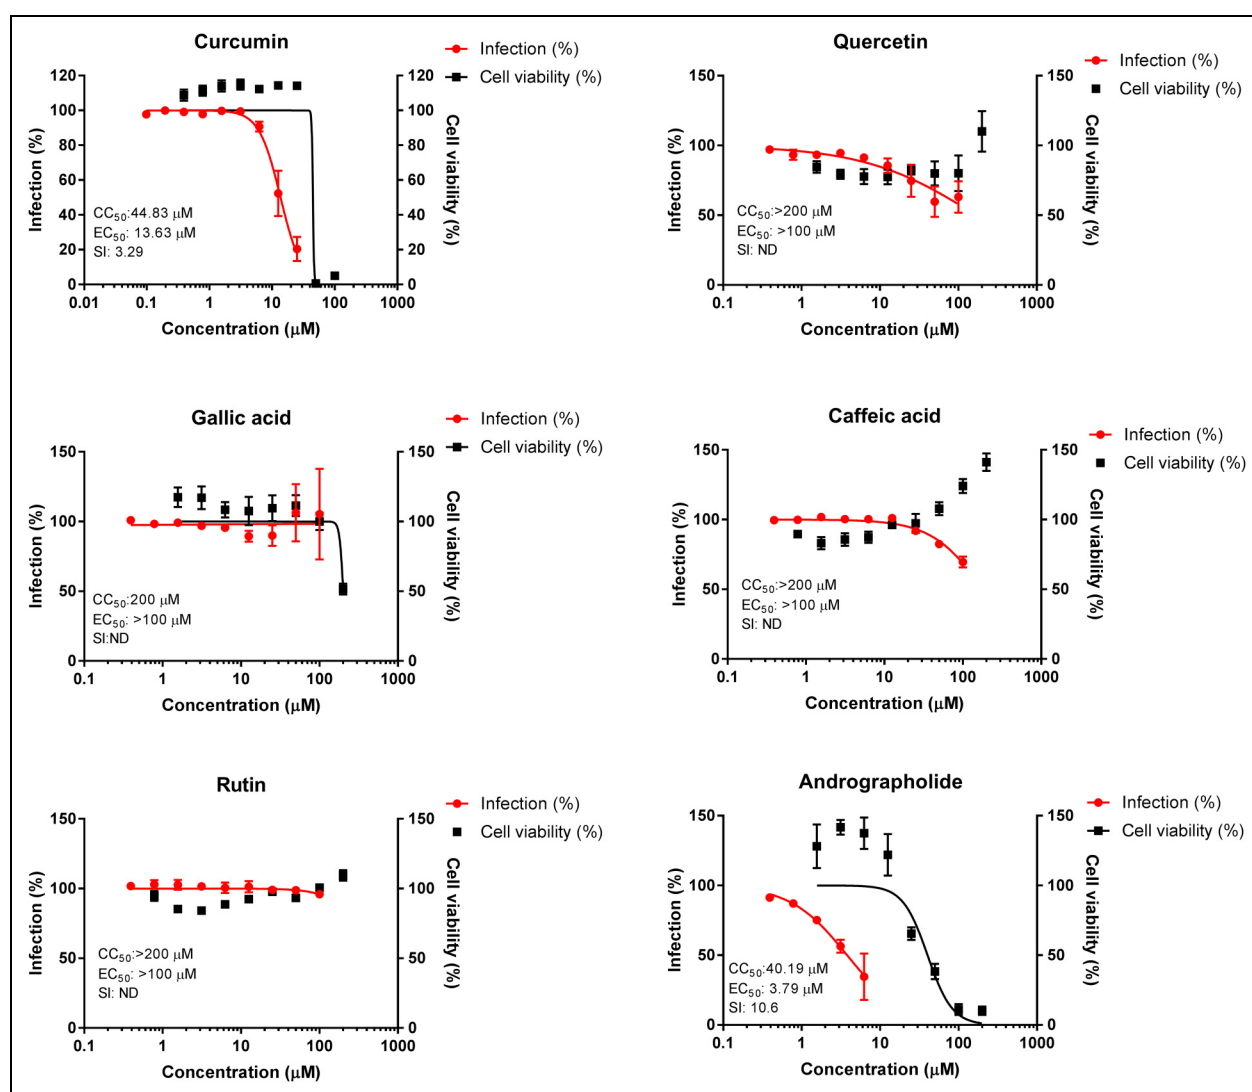 Curcumin
Infection (%)
Cell viability (%)
120
100
80
60
40
20
0
120
100
80
60
40
20
0
Infection (%)
Cell viability (%)
CC50:44.83 μM
EC50: 13.63 μM
SI: 3.29
0.01
0.1
1
10
100
1000
Concentration (μM)
Quercetin
Infection (%)
Cell viability (%)
150
100
50
0
150
100
50
0
Infection (%)
Cell viability (%)
CC50:>200 μM
EC50: >100 μM
SI: ND
0.1
1
10
100
1000
Concentration (μM)
Gallic acid
Infection (%)
Cell viability (%)
150
100
50
0
150
100
50
0
Infection (%)
Cell viability (%)
CC50:200 μM
EC50: >100 μM
SI:ND
0.1
1
10
100
1000
Concentration (μM)
Caffeic acid
Infection (%)
Cell viability (%)
150
100
50
0
150
100
50
0
Infection (%)
Cell viability (%)
CC50:>200 μM
EC50: >100 μM
SI: ND
0.1
1
10
100
1000
Concentration (μM)
Rutin
Infection (%)
Cell viability (%)
150
100
50
0
150
100
50
0
Infection (%)
Cell viability (%)
CC50:>200 μM
EC50: >100 μM
SI: ND
0.1
1
10
100
1000
Concentration (μM)
Andrographolide
Infection (%)
Cell viability (%)
150
100
50
0
150
100
50
0
Infection (%)
Cell viability (%)
CC50:40.19 μM
EC50: 3.79 μM
SI: 10.6
0.1
1
10
100
1000
Concentration (μM)